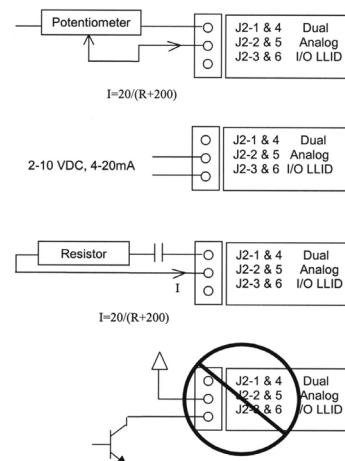 Potentiometer
J2-1 & 4 Dual
J2-2 & 5 Analog
J2-3 & 6 I/O LLID
I=20/(R+200)
J2-1 & 4 Dual
J2-2 & 5 Analog
J2-3 & 6 I/O LLID
2-10 VDC, 4-20mA
Resistor
J2-1 & 4 Dual
J2-2 & 5 Analog
J2-3 & 6 I/O LLID
I
I=20/(R+200)
J2-1 & 4 Dual
J2-2 & 5 Analog
J2-3 & 6 I/O LLID